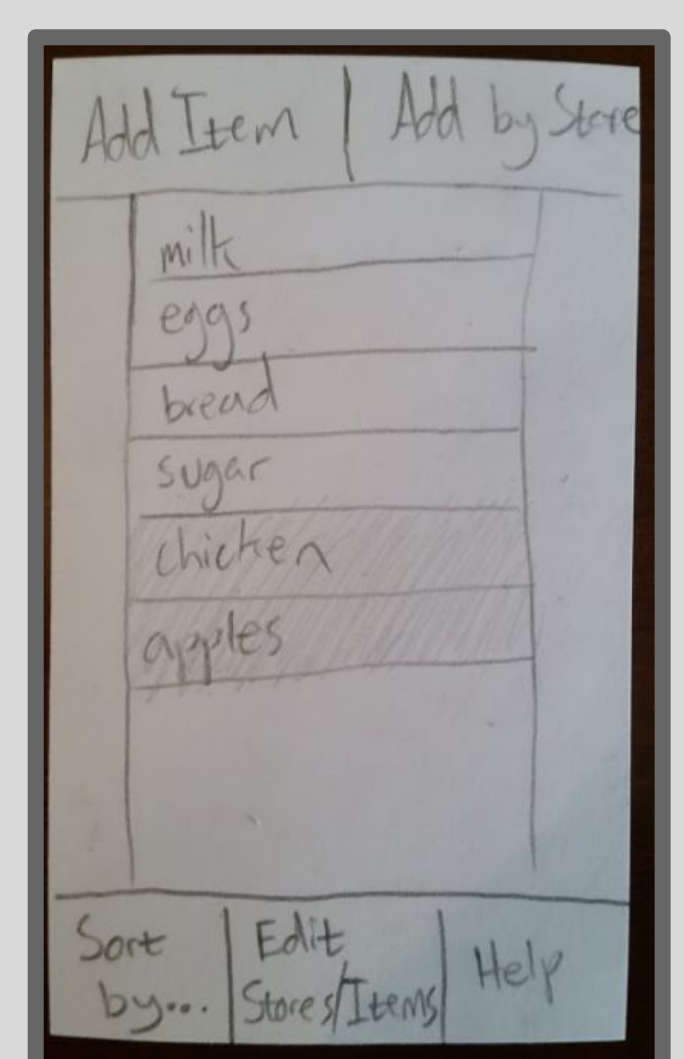 Add Item | Add by Store
milk
eggs
bread
sugar
chicken
apples
Sort by...
Edit Stores/Items
Help